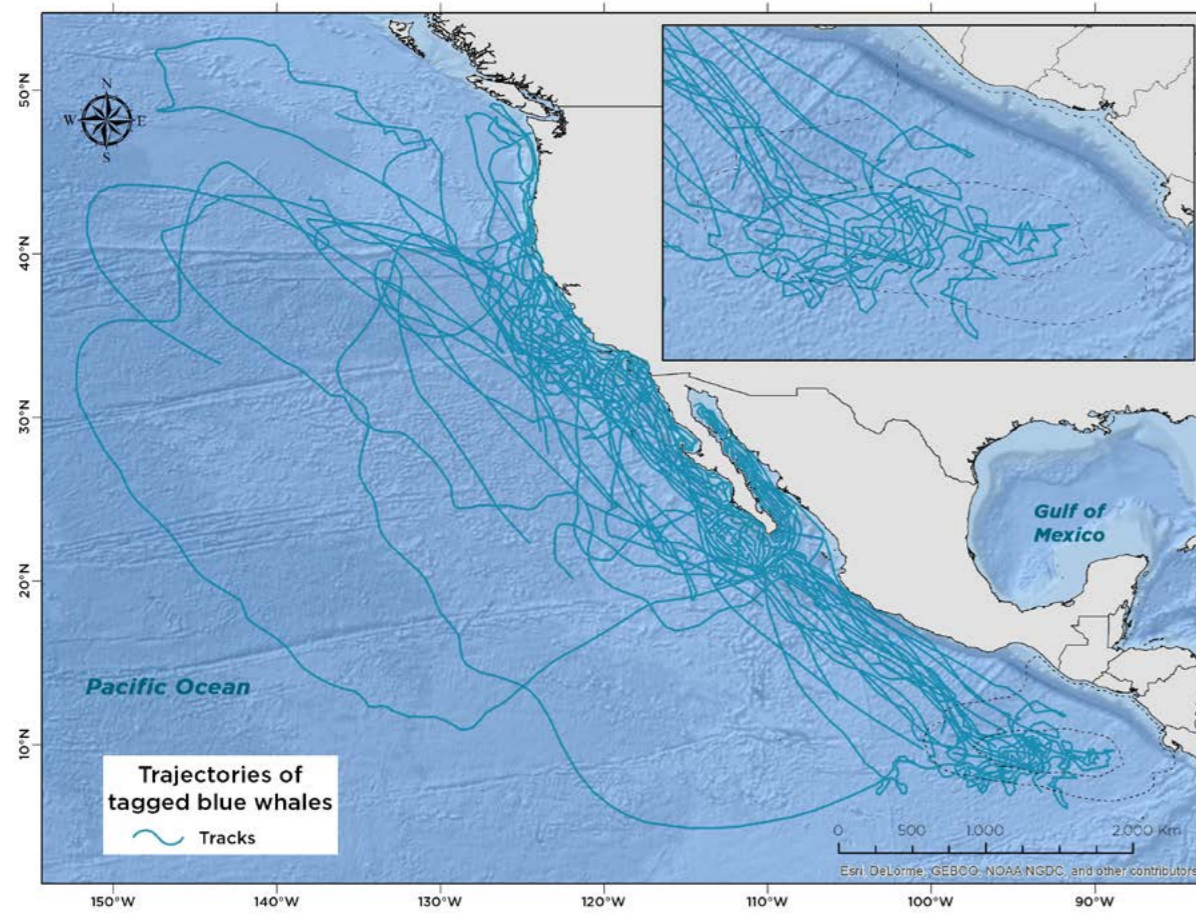 50°N
40°N
30°N
20°N
10°N
N
W
E
S
Gulf of
Mexico
Pacific Ocean
Trajectories of
tagged blue whales
Tracks
0 500 1.000 2.000 Km
Esri, DeLorme, GEBCO, NOAA NGDC, and other contributors
150°W 140°W 130°W 120°W 110°W 100°W 90°W